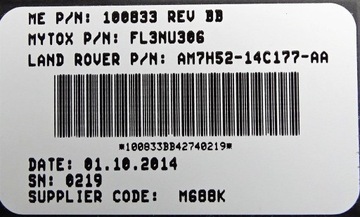 ME P/N: 100833 REV BB
MYTOX P/N: FL3NU306
LAND ROVER P/N: AM7H52-14C177-AA
*100833BB42740219*
DATE: 01.10.2014
SN: 0219
SUPPLIER CODE: M688K